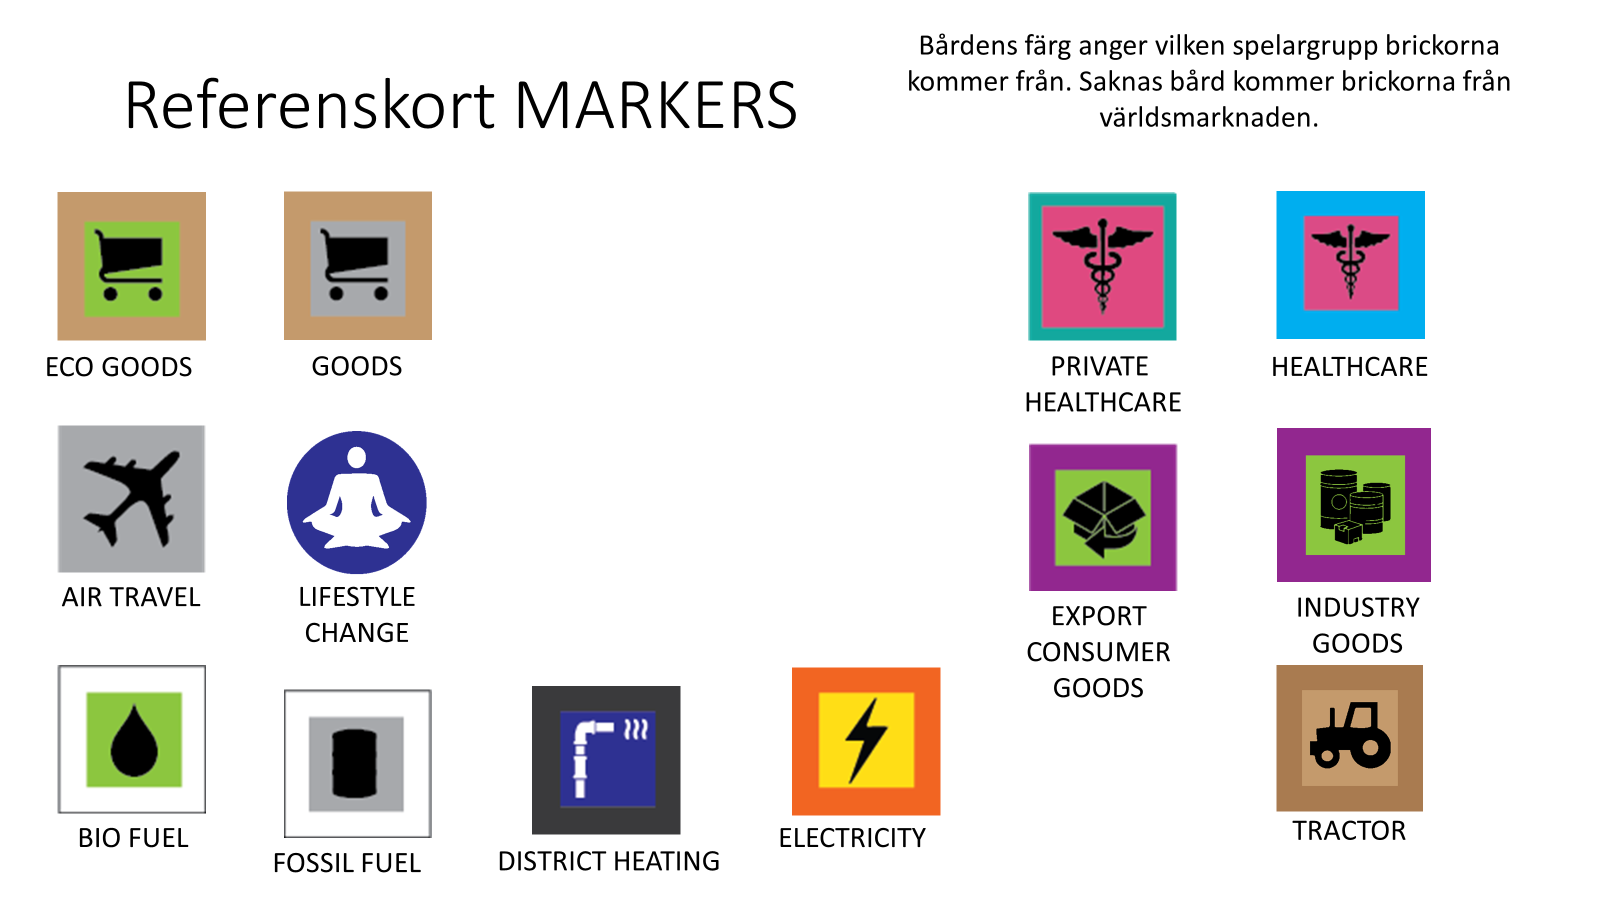 Referenskort MARKERS
Bårdens färg anger vilken spelargrupp brickorna
kommer från. Saknas bård kommer brickorna från
världsmarknaden.
ECO GOODS
GOODS
PRIVATE
HEALTHCARE
HEALTHCARE
AIR TRAVEL
LIFESTYLE
CHANGE
EXPORT
CONSUMER
GOODS
INDUSTRY
GOODS
BIO FUEL
FOSSIL FUEL
DISTRICT HEATING
ELECTRICITY
TRACTOR